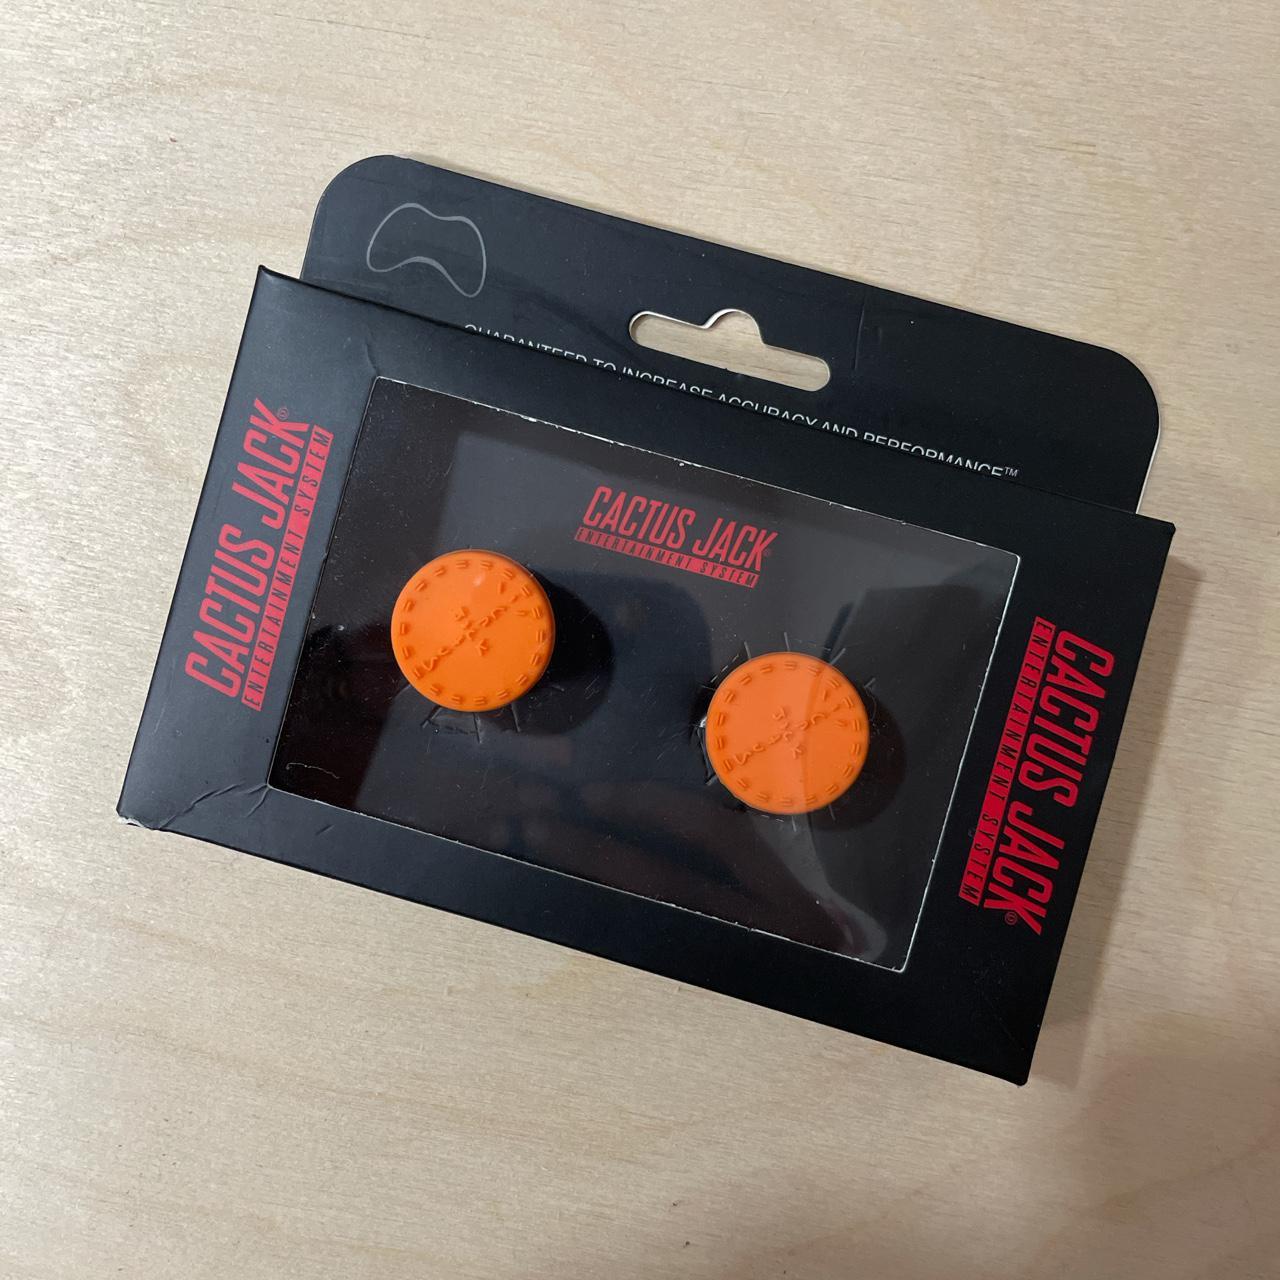 GUARANTEED TO INCREASE ACCURACY AND PERFORMANCE™
CACTUS JACK®
ENTERTAINMENT SYSTEM
CACTUS JACK
ENTERTAINMENT SYSTEM
CACTUS JACK®
ENTERTAINMENT SYSTEM